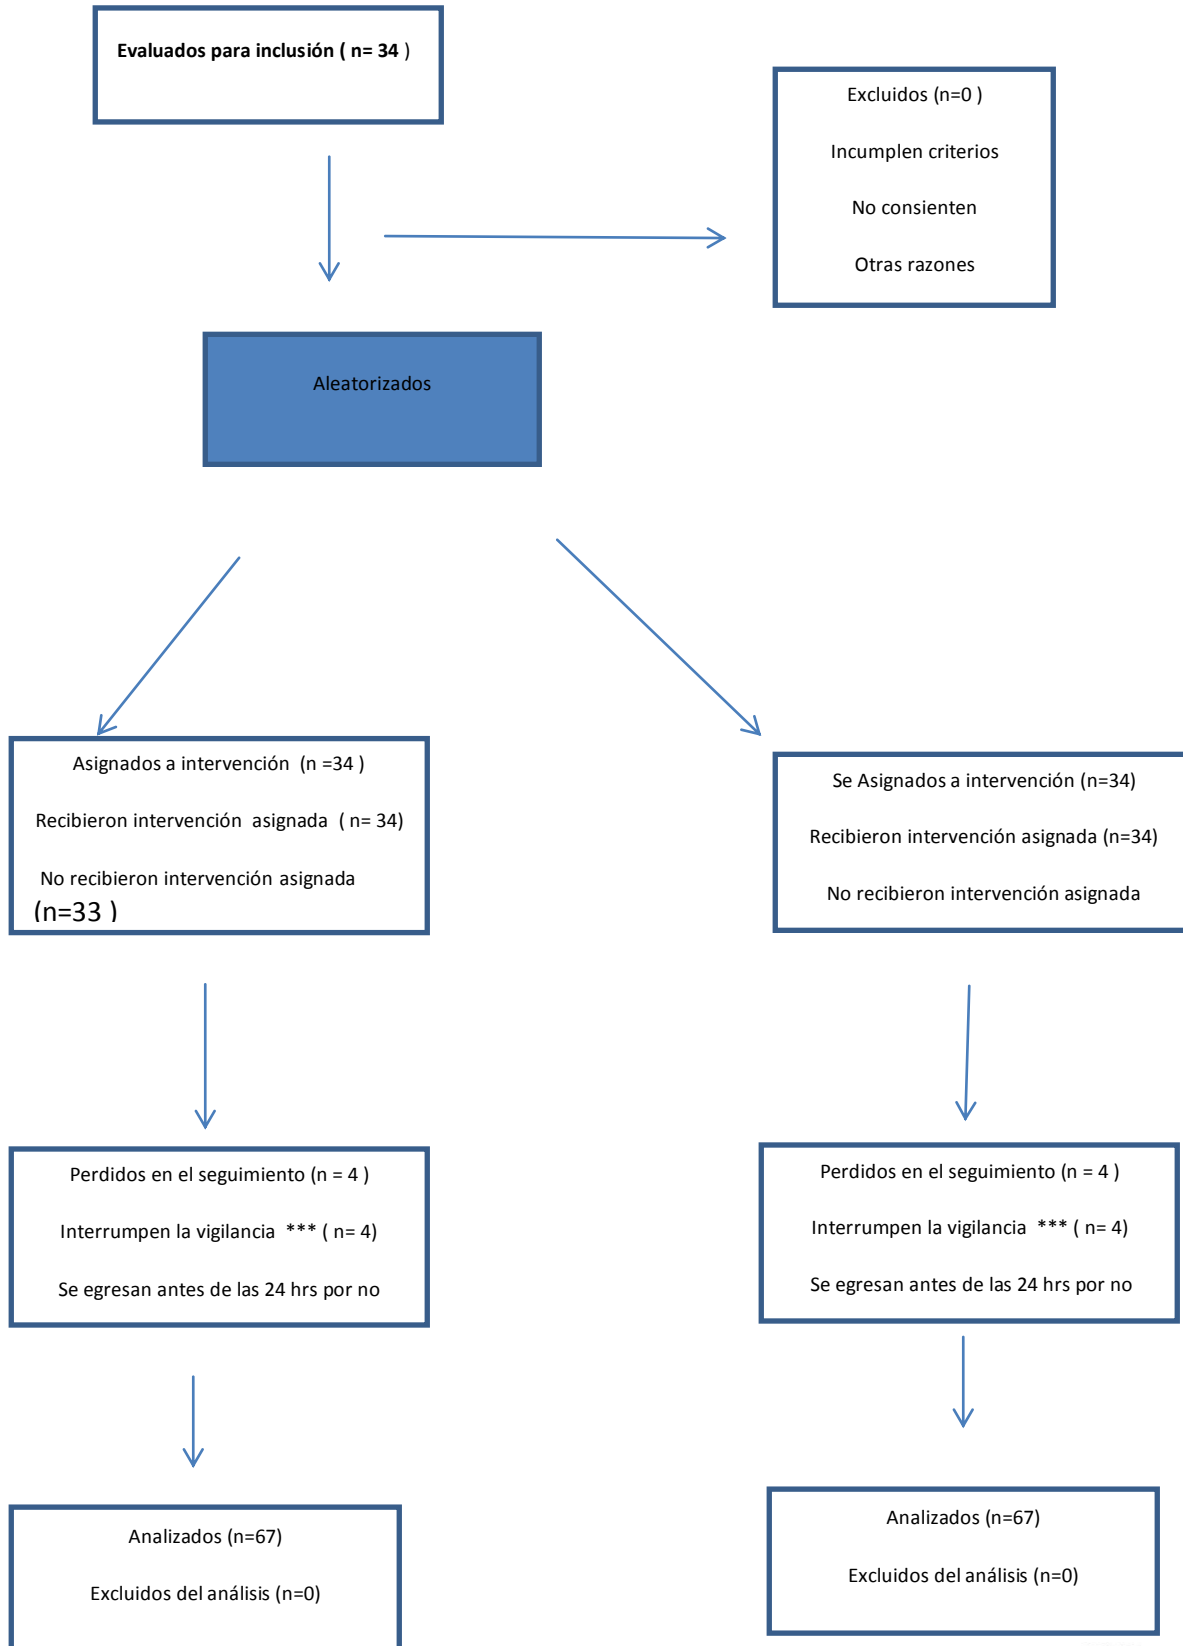 Evaluados para inclusión ( n= 34 )
Excluidos (n=0 )
Incumplen criterios
No consienten
Otras razones
Aleatorizados
Asignados a intervención (n =34 )
Recibieron intervención asignada ( n= 34)
No recibieron intervención asignada
(n=33 )
Se Asignados a intervención (n=34)
Recibieron intervención asignada (n=34)
No recibieron intervención asignada
Perdidos en el seguimiento (n = 4 )
Interrumpen la vigilancia *** ( n= 4)
Se egresan antes de las 24 hrs por no
Perdidos en el seguimiento (n = 4 )
Interrumpen la vigilancia *** ( n= 4)
Se egresan antes de las 24 hrs por no
Analizados (n=67)
Excluidos del análisis (n=0)
Analizados (n=67)
Excluidos del análisis (n=0)